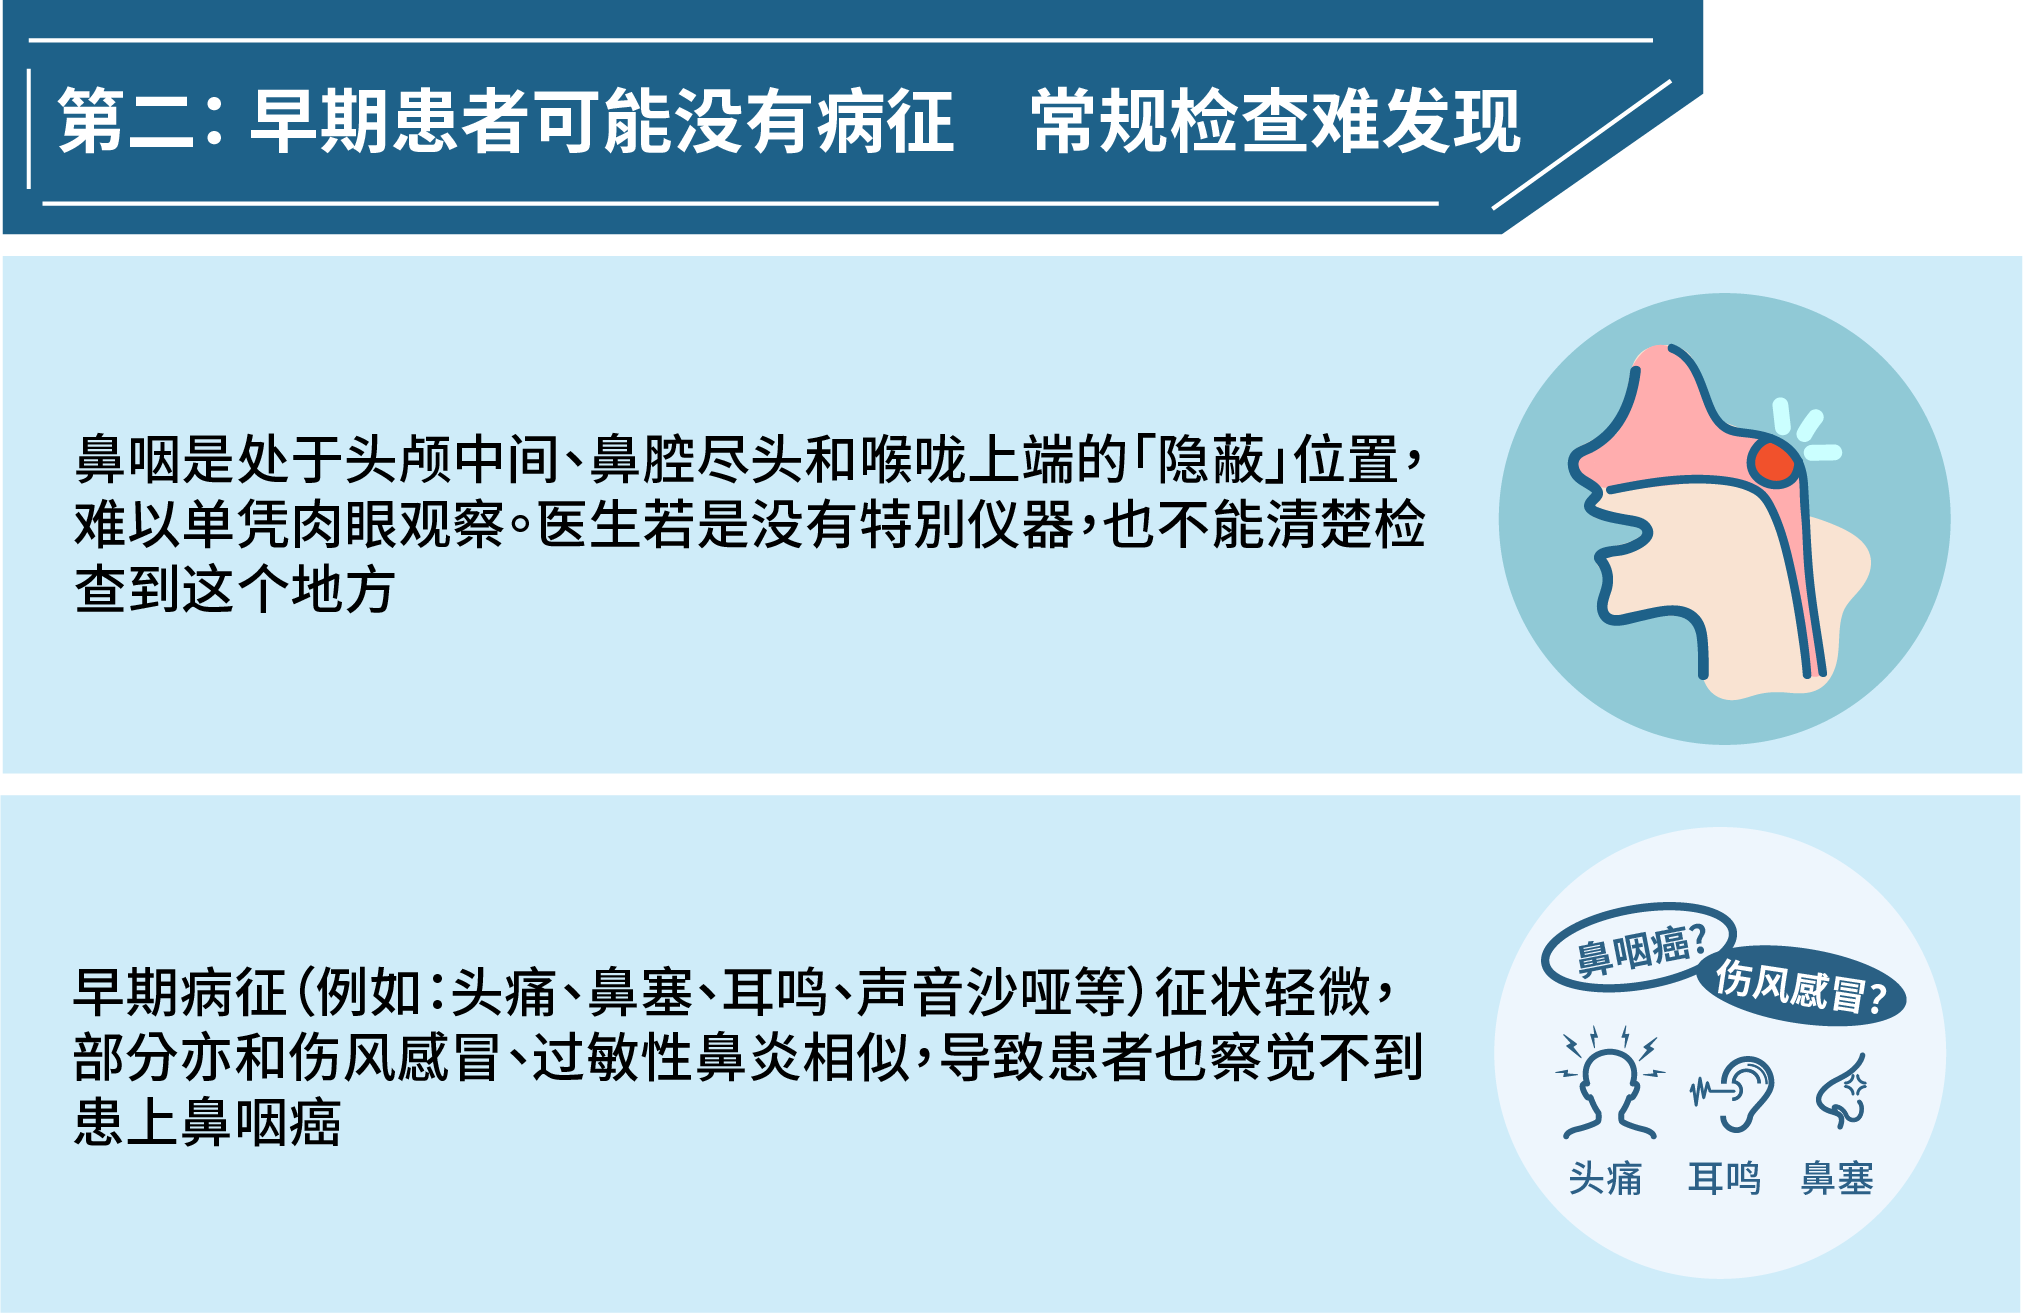 第二：早期患者可能没有病征　常规检查难发现
鼻咽是处于头颅中间、鼻腔尽头和喉咙上端的「隐蔽」位置，
难以单凭肉眼观察。医生若是没有特別仪器，也不能清楚检
查到这个地方
早期病征（例如：头痛、鼻塞、耳鸣、声音沙哑等）征状轻微，
部分亦和伤风感冒、过敏性鼻炎相似，导致患者也察觉不到
患上鼻咽癌
鼻咽癌？
伤风感冒？
头痛 耳鸣 鼻塞